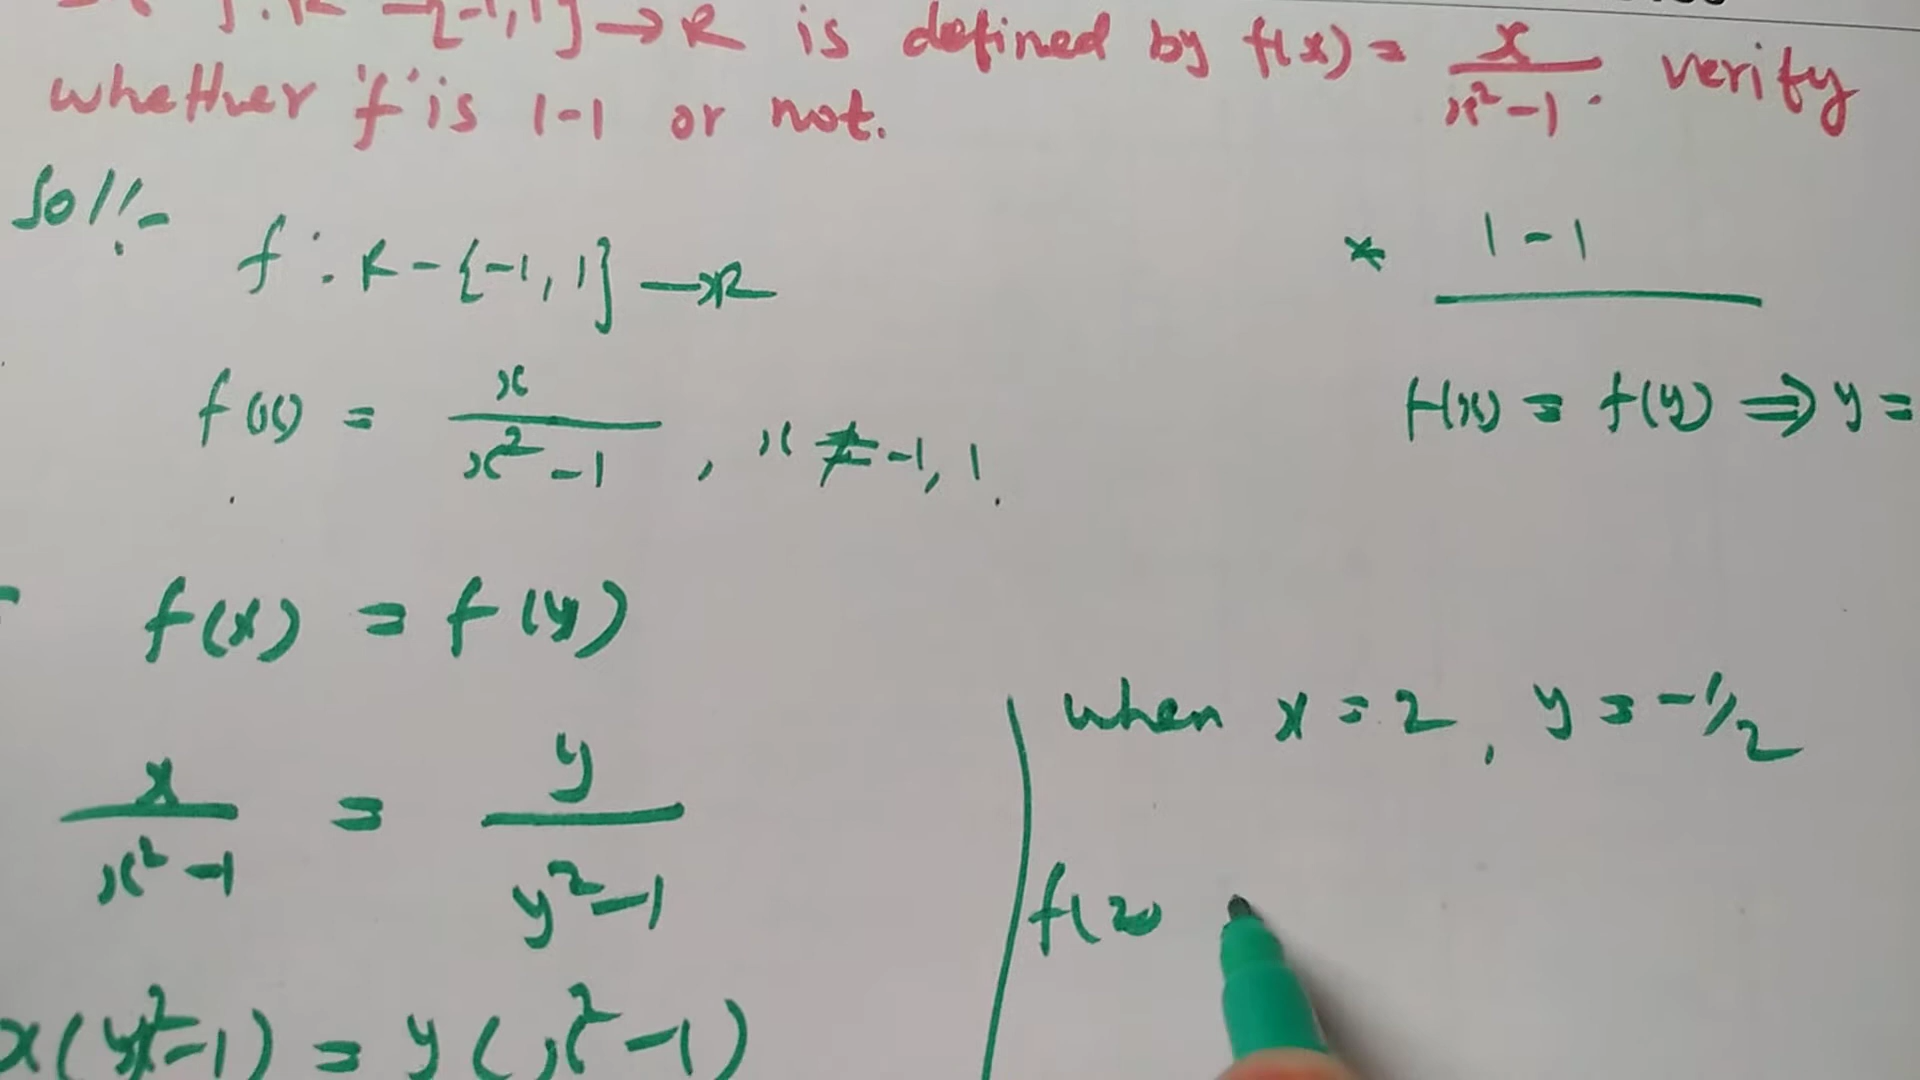 f: R -{-1,1}→R is defined by f(x) = x/x²-1. verify
whether 'f' is 1-1 or not.
Sol:-
f : R-{-1,1}→R
* 1-1
f(x) = x/x²-1, x ≠ -1, 1.
f(x) = f(y) ⇒ y =
f(x) = f(y)
when x = 2, y = -1/2
x/x²-1 = y/y²-1
f(2)
x(y²-1) = y(x²-1)